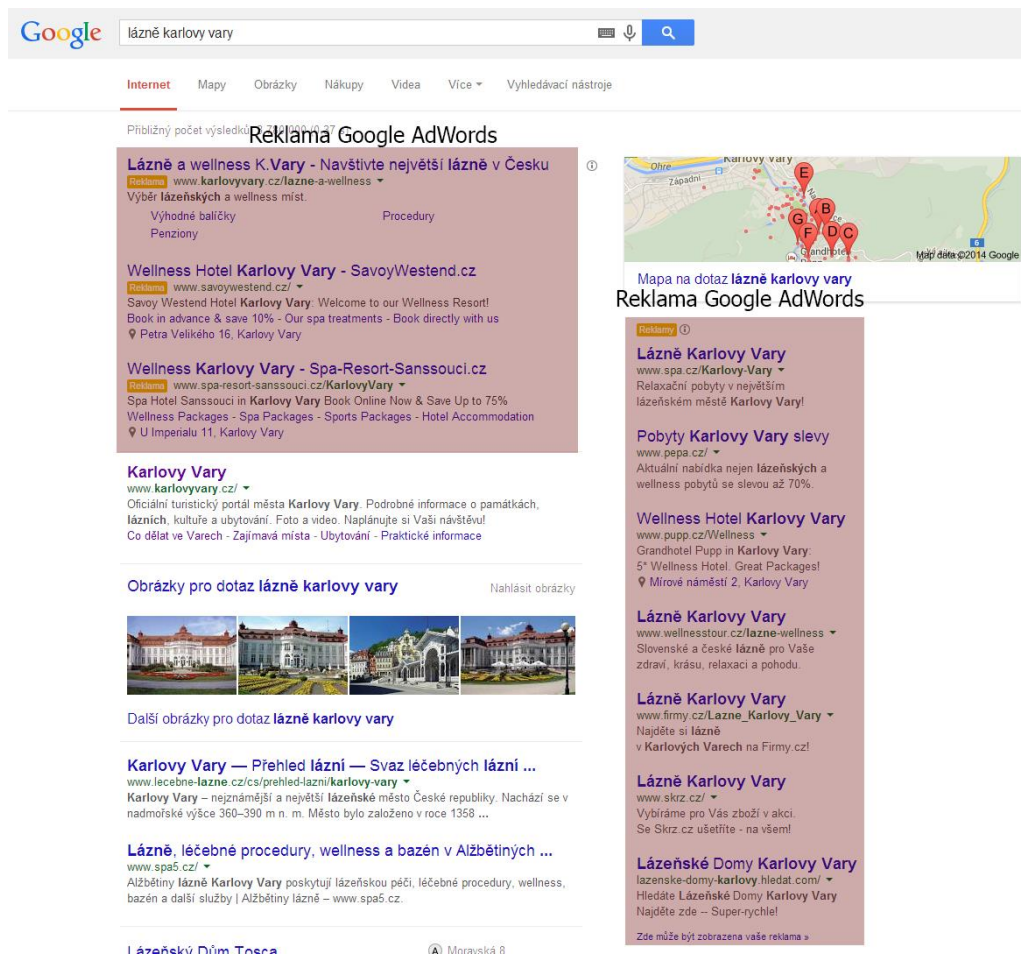 Google
lázně karlovy vary
Internet Mapy Obrázky Nákupy Videa Více Vyhledávací nástroje
Přibližný počet výsledků
Reklama Google AdWords
Lázně a wellness K.Vary - Navštivte největší lázně v Česku
Reklama www.karlovyvary.cz/lazne-a-wellness
Výběr lázeňských a wellness míst.
Výhodné balíčky Procedury
Penziony
Wellness Hotel Karlovy Vary - SavoyWestend.cz
Reklama www.savoywestend.cz/
Savoy Westend Hotel Karlovy Vary: Welcome to our Wellness Resort!
Book in advance & save 10% - Our spa treatments - Book directly with us
Petra Velikého 16, Karlovy Vary
Wellness Karlovy Vary - Spa-Resort-Sanssouci.cz
Reklama www.spa-resort-sanssouci.cz/KarlovyVary
Spa Hotel Sanssouci in Karlovy Vary Book Online Now & Save Up to 75%
Wellness Packages - Spa Packages - Sports Packages - Hotel Accommodation
U Imperialu 11, Karlovy Vary
Karlovy Vary
www.karlovyvary.cz/
Oficiální turistický portál města Karlovy Vary. Podrobné informace o památkách,
lázních, kultuře a ubytování. Foto a video. Naplánujte si Vaši návštěvu!
Co dělat ve Varech - Zajímavá místa - Ubytování - Praktické informace
Obrázky pro dotaz lázně karlovy vary Nahlásit obrázky
Další obrázky pro dotaz lázně karlovy vary
Karlovy Vary — Přehled lázní — Svaz léčebných lázní ...
www.lecebne-lazne.cz/cs/prehled-lazni/karlovy-vary
Karlovy Vary – nejznámější a největší lázeňské město České republiky. Nachází se v
nadmořské výšce 360–390 m n. m. Město bylo založeno v roce 1358 ...
Lázně, léčebné procedury, wellness a bazén v Alžbětiných ...
www.spa5.cz/
Alžbětiny lázně Karlovy Vary poskytují lázeňskou péči, léčebné procedury, wellness,
bazén a další služby | Alžbětiny lázně – www.spa5.cz.
Lázeňský Dům Tosca A Moravská 8
Ohre
Karlovy Vary
Západní
E
B
G
F D C
Grandhotel
6
Map data ©2014 Google
Mapa na dotaz lázně karlovy vary
Reklama Google AdWords
Reklamy
Lázně Karlovy Vary
www.spa.cz/Karlovy-Vary
Relaxační pobyty v největším
lázeňském městě Karlovy Vary!
Pobyty Karlovy Vary slevy
www.pepa.cz/
Aktuální nabídka nejen lázeňských a
wellness pobytů se slevou až 70%.
Wellness Hotel Karlovy Vary
www.pupp.cz/Wellness
Grandhotel Pupp in Karlovy Vary:
5* Wellness Hotel. Great Packages!
Mírové náměstí 2, Karlovy Vary
Lázně Karlovy Vary
www.wellnesstour.cz/lazne-wellness
Slovenské a české lázně pro Vaše
zdraví, krásu, relaxaci a pohodu.
Lázně Karlovy Vary
www.firmy.cz/Lazne_Karlovy_Vary
Najděte si lázně
v Karlových Varech na Firmy.cz!
Lázně Karlovy Vary
www.skrz.cz/
Vybíráme pro Vás zboží v akci.
Se Skrz.cz ušetříte - na všem!
Lázeňské Domy Karlovy Vary
lazenske-domy-karlovy.hledat.com/
Hledáte Lázeňské Domy Karlovy Vary
Najděte zde -- Super-rychle!
Zde může být zobrazena vaše reklama »